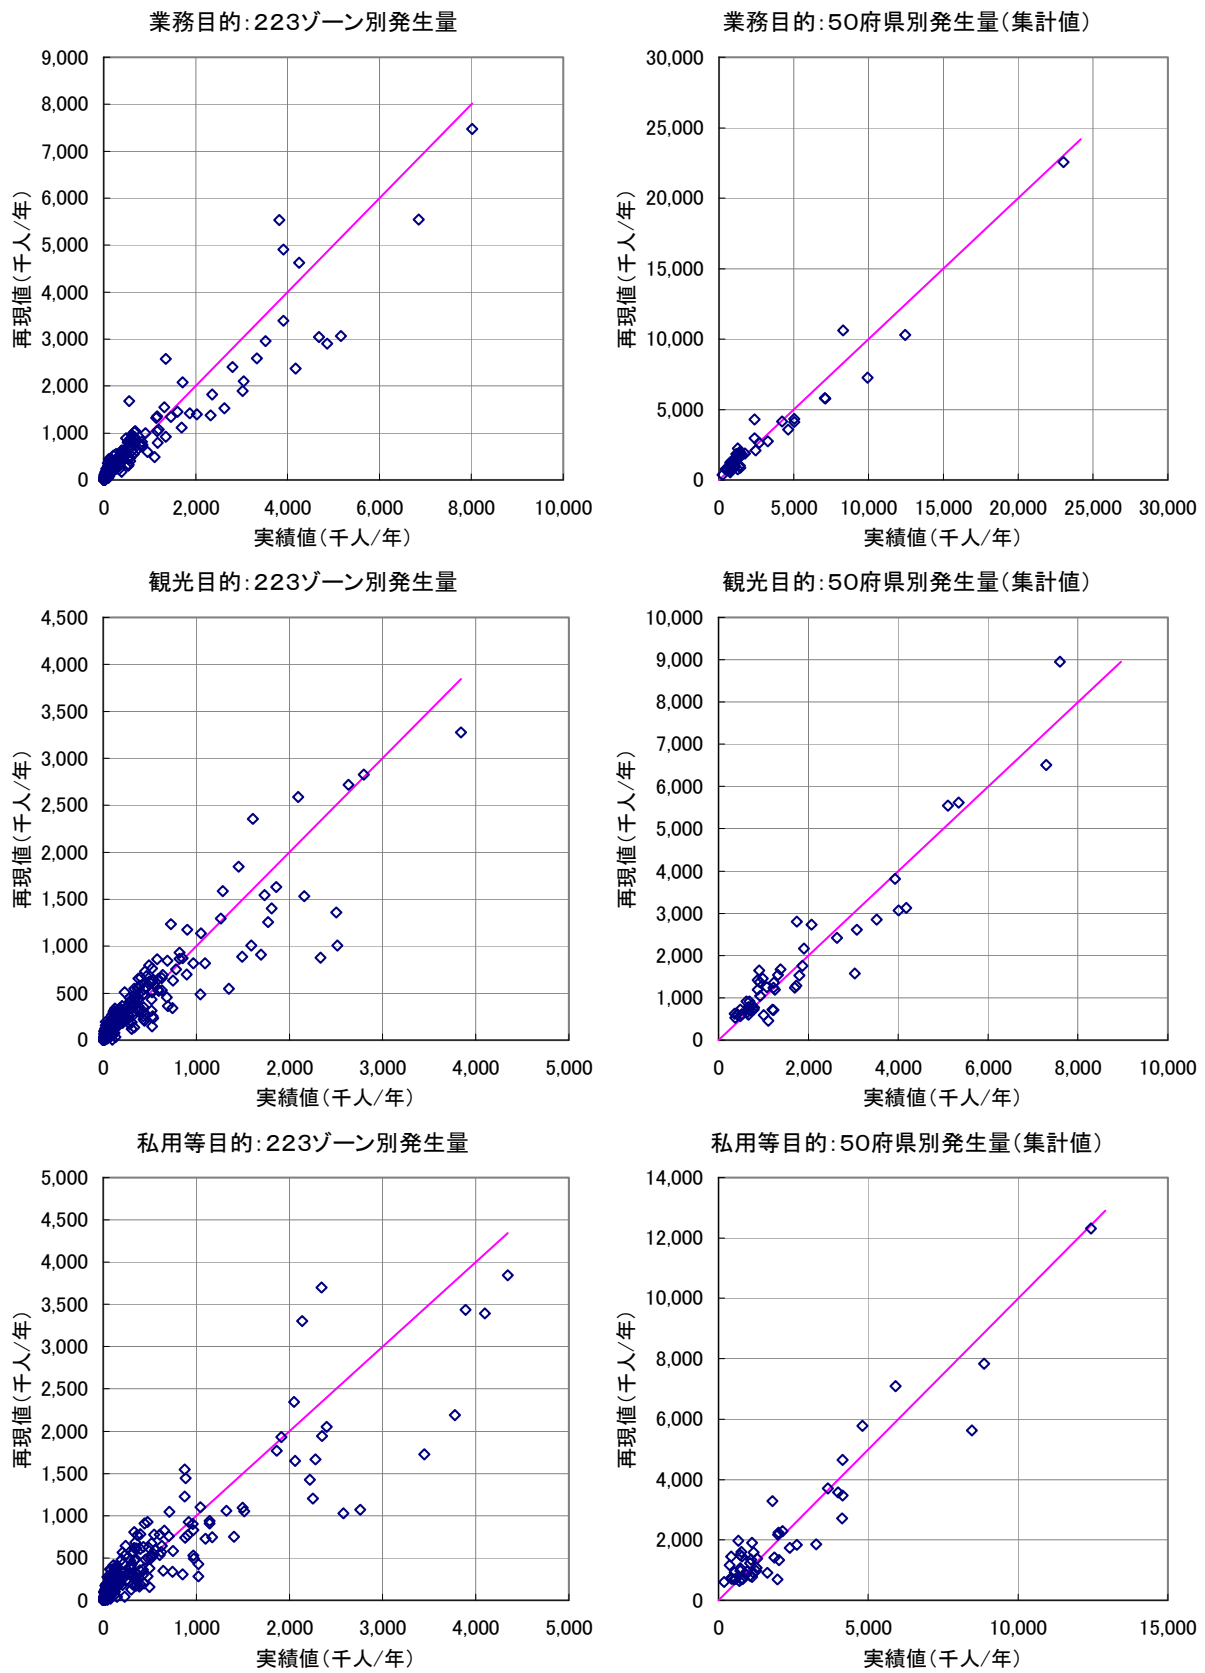 業務目的:223ゾーン別発生量
9,000
8,000
7,000
6,000
5,000
4,000
3,000
2,000
1,000
0
再現値(千人/年)
0 2,000 4,000 6,000 8,000 10,000
実績値(千人/年)
業務目的:50府県別発生量(集計値)
30,000
25,000
20,000
15,000
10,000
5,000
0
再現値(千人/年)
0 5,000 10,000 15,000 20,000 25,000 30,000
実績値(千人/年)
観光目的:223ゾーン別発生量
4,500
4,000
3,500
3,000
2,500
2,000
1,500
1,000
500
0
再現値(千人/年)
0 1,000 2,000 3,000 4,000 5,000
実績値(千人/年)
観光目的:50府県別発生量(集計値)
10,000
9,000
8,000
7,000
6,000
5,000
4,000
3,000
2,000
1,000
0
再現値(千人/年)
0 2,000 4,000 6,000 8,000 10,000
実績値(千人/年)
私用等目的:223ゾーン別発生量
5,000
4,500
4,000
3,500
3,000
2,500
2,000
1,500
1,000
500
0
再現値(千人/年)
0 1,000 2,000 3,000 4,000 5,000
実績値(千人/年)
私用等目的:50府県別発生量(集計値)
14,000
12,000
10,000
8,000
6,000
4,000
2,000
0
再現値(千人/年)
0 5,000 10,000 15,000
実績値(千人/年)